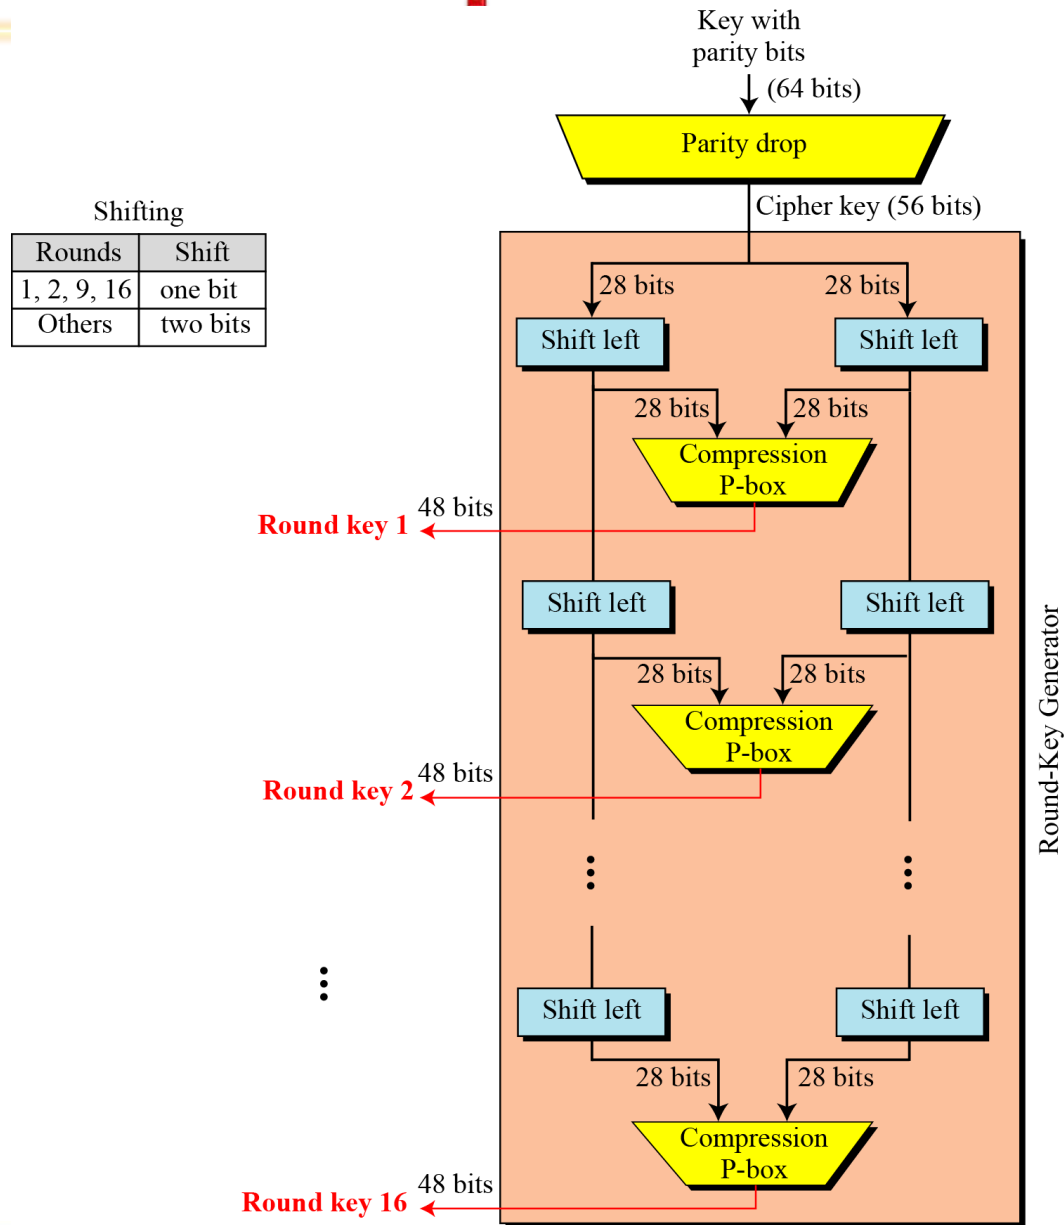 Key with
parity bits
(64 bits)
Parity drop
Cipher key (56 bits)
Shifting
Rounds Shift
1, 2, 9, 16 one bit
Others two bits
28 bits 28 bits
Shift left Shift left
28 bits 28 bits
Compression
P-box
48 bits
Round key 1
Shift left Shift left
28 bits 28 bits
Compression
P-box
48 bits
Round key 2
Round-Key Generator
Shift left Shift left
28 bits 28 bits
Compression
P-box
48 bits
Round key 16